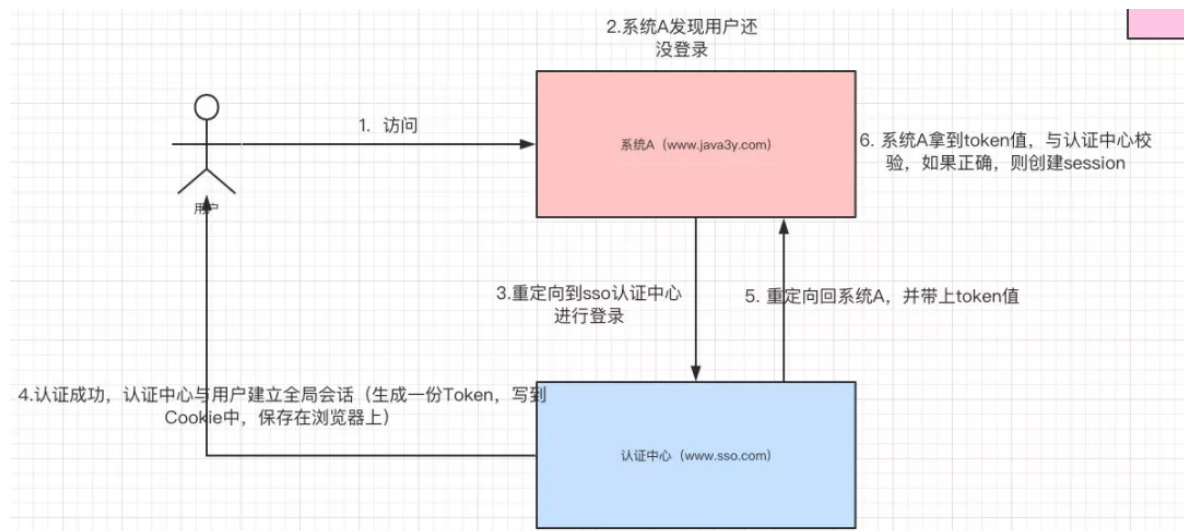 2.系统A发现用户还
没登录
1. 访问
系统A（www.java3y.com）
6. 系统A拿到token值，与认证中心校
验，如果正确，则创建session
用户
3.重定向到sso认证中心
进行登录
5. 重定向回系统A，并带上token值
4.认证成功，认证中心与用户建立全局会话（生成一份Token，写到
Cookie中，保存在浏览器上）
认证中心（www.sso.com）